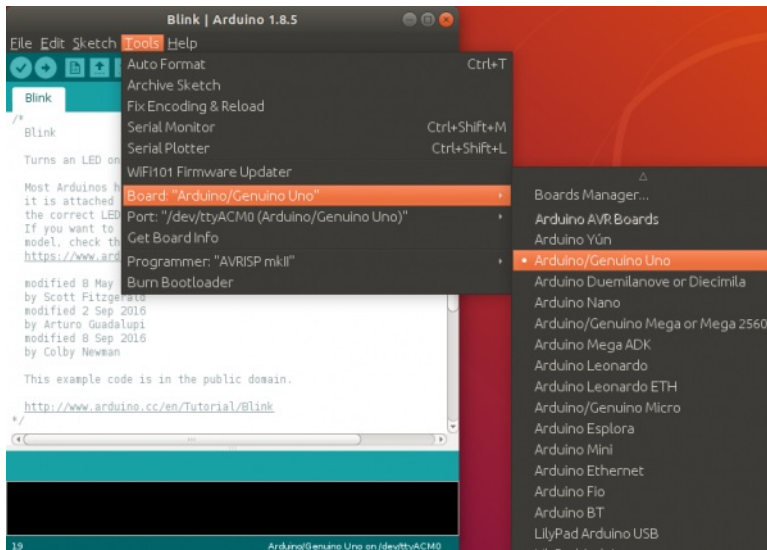 Blink | Arduino 1.8.5
File Edit Sketch Tools Help
Blink
/*
Blink
Turns an LED on
Most Arduinos h
it is attached
the correct LED
If you want to
model, check th
https://www.ard
modified 8 May
by Scott Fitzgerald
modified 2 Sep 2016
by Arturo Guadalupi
modified 8 Sep 2016
by Colby Newman
This example code is in the public domain.
http://www.arduino.cc/en/Tutorial/Blink
*/
19
Arduino/Genuino Uno on /dev/ttyACM0
Auto Format Ctrl+T
Archive Sketch
Fix Encoding & Reload
Serial Monitor Ctrl+Shift+M
Serial Plotter Ctrl+Shift+L
WiFi101 Firmware Updater
Board: "Arduino/Genuino Uno"
Port: "/dev/ttyACM0 (Arduino/Genuino Uno)"
Get Board Info
Programmer: "AVRISP mkII"
Burn Bootloader
Boards Manager...
Arduino AVR Boards
Arduino Yún
• Arduino/Genuino Uno
Arduino Duemilanove or Diecimila
Arduino Nano
Arduino/Genuino Mega or Mega 2560
Arduino Mega ADK
Arduino Leonardo
Arduino Leonardo ETH
Arduino/Genuino Micro
Arduino Esplora
Arduino Mini
Arduino Ethernet
Arduino Fio
Arduino BT
LilyPad Arduino USB